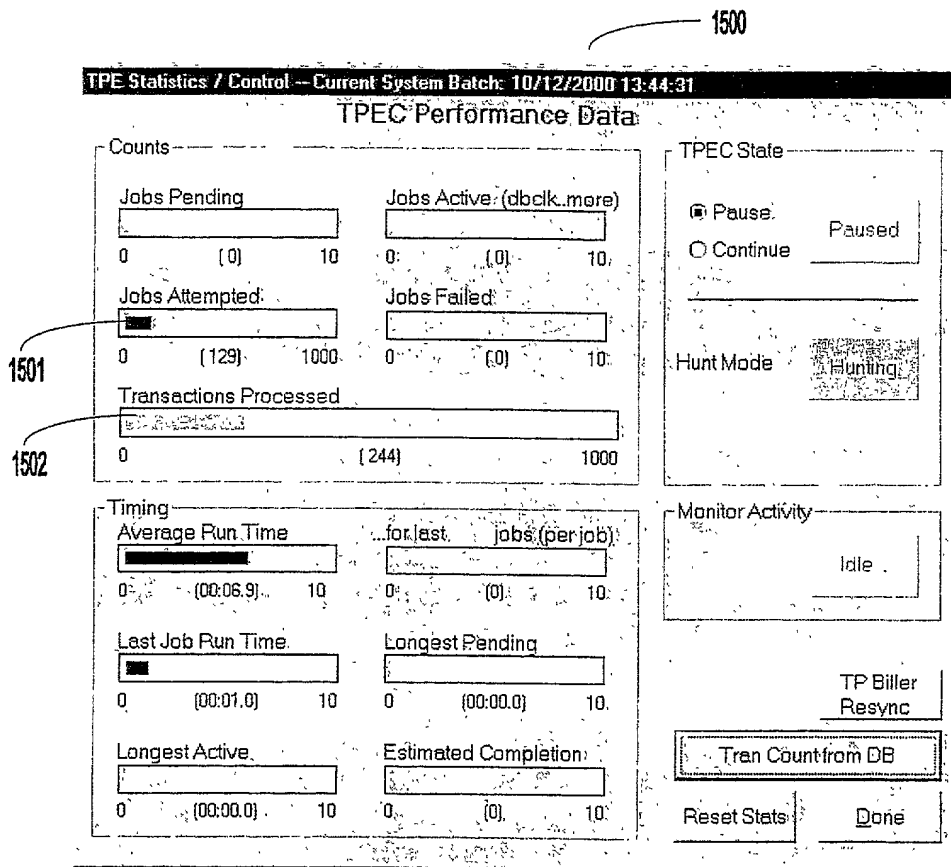 1500
TPE Statistics / Control -- Current System Batch: 10/12/2000 13:44:31
TPEC Performance Data
Counts
Jobs Pending
0 (0) 10
Jobs Active (dbclk..more)
0 (0) 10
Jobs Attempted
0 (129) 1000
Jobs Failed
0 (0) 10
1501
Transactions Processed
0 (244) 1000
1502
TPEC State
Pause
Continue
Paused
Hunt Mode
Hunting
Timing
Average Run Time
0 (00:06.9) 10
...for last jobs (per job)
0 (0) 10
Last Job Run Time
0 (00:01.0) 10
Longest Pending
0 (00:00.0) 10
Longest Active
0 (00:00.0) 10
Estimated Completion
0 (0) 10
Monitor Activity
Idle
TP Biller
Resync
Tran Count from DB
Reset Stats
Done